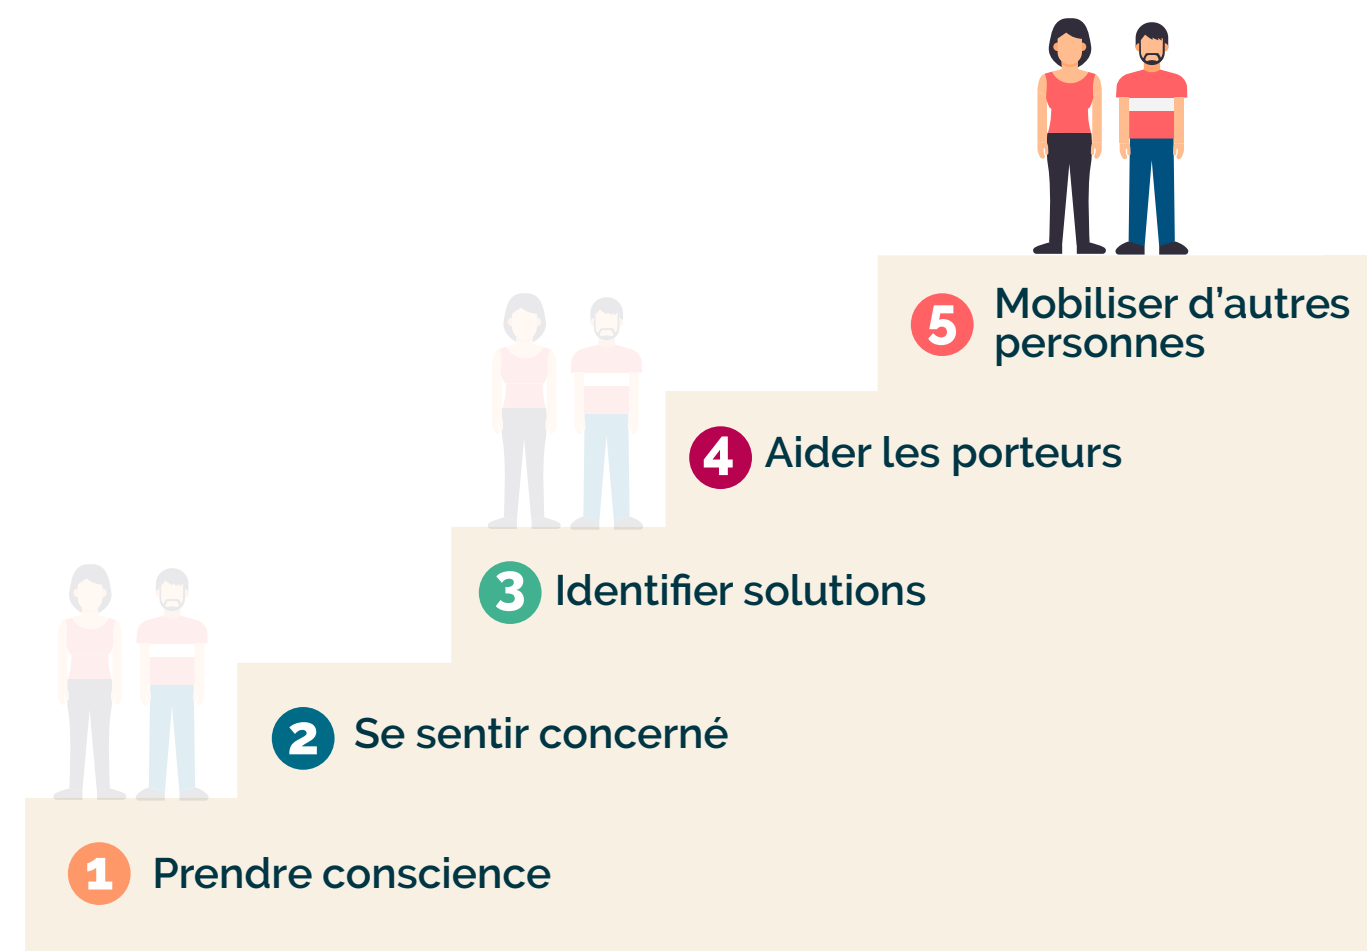 5 Mobiliser d’autres
personnes
4 Aider les porteurs
3 Identifier solutions
2 Se sentir concerné
1 Prendre conscience